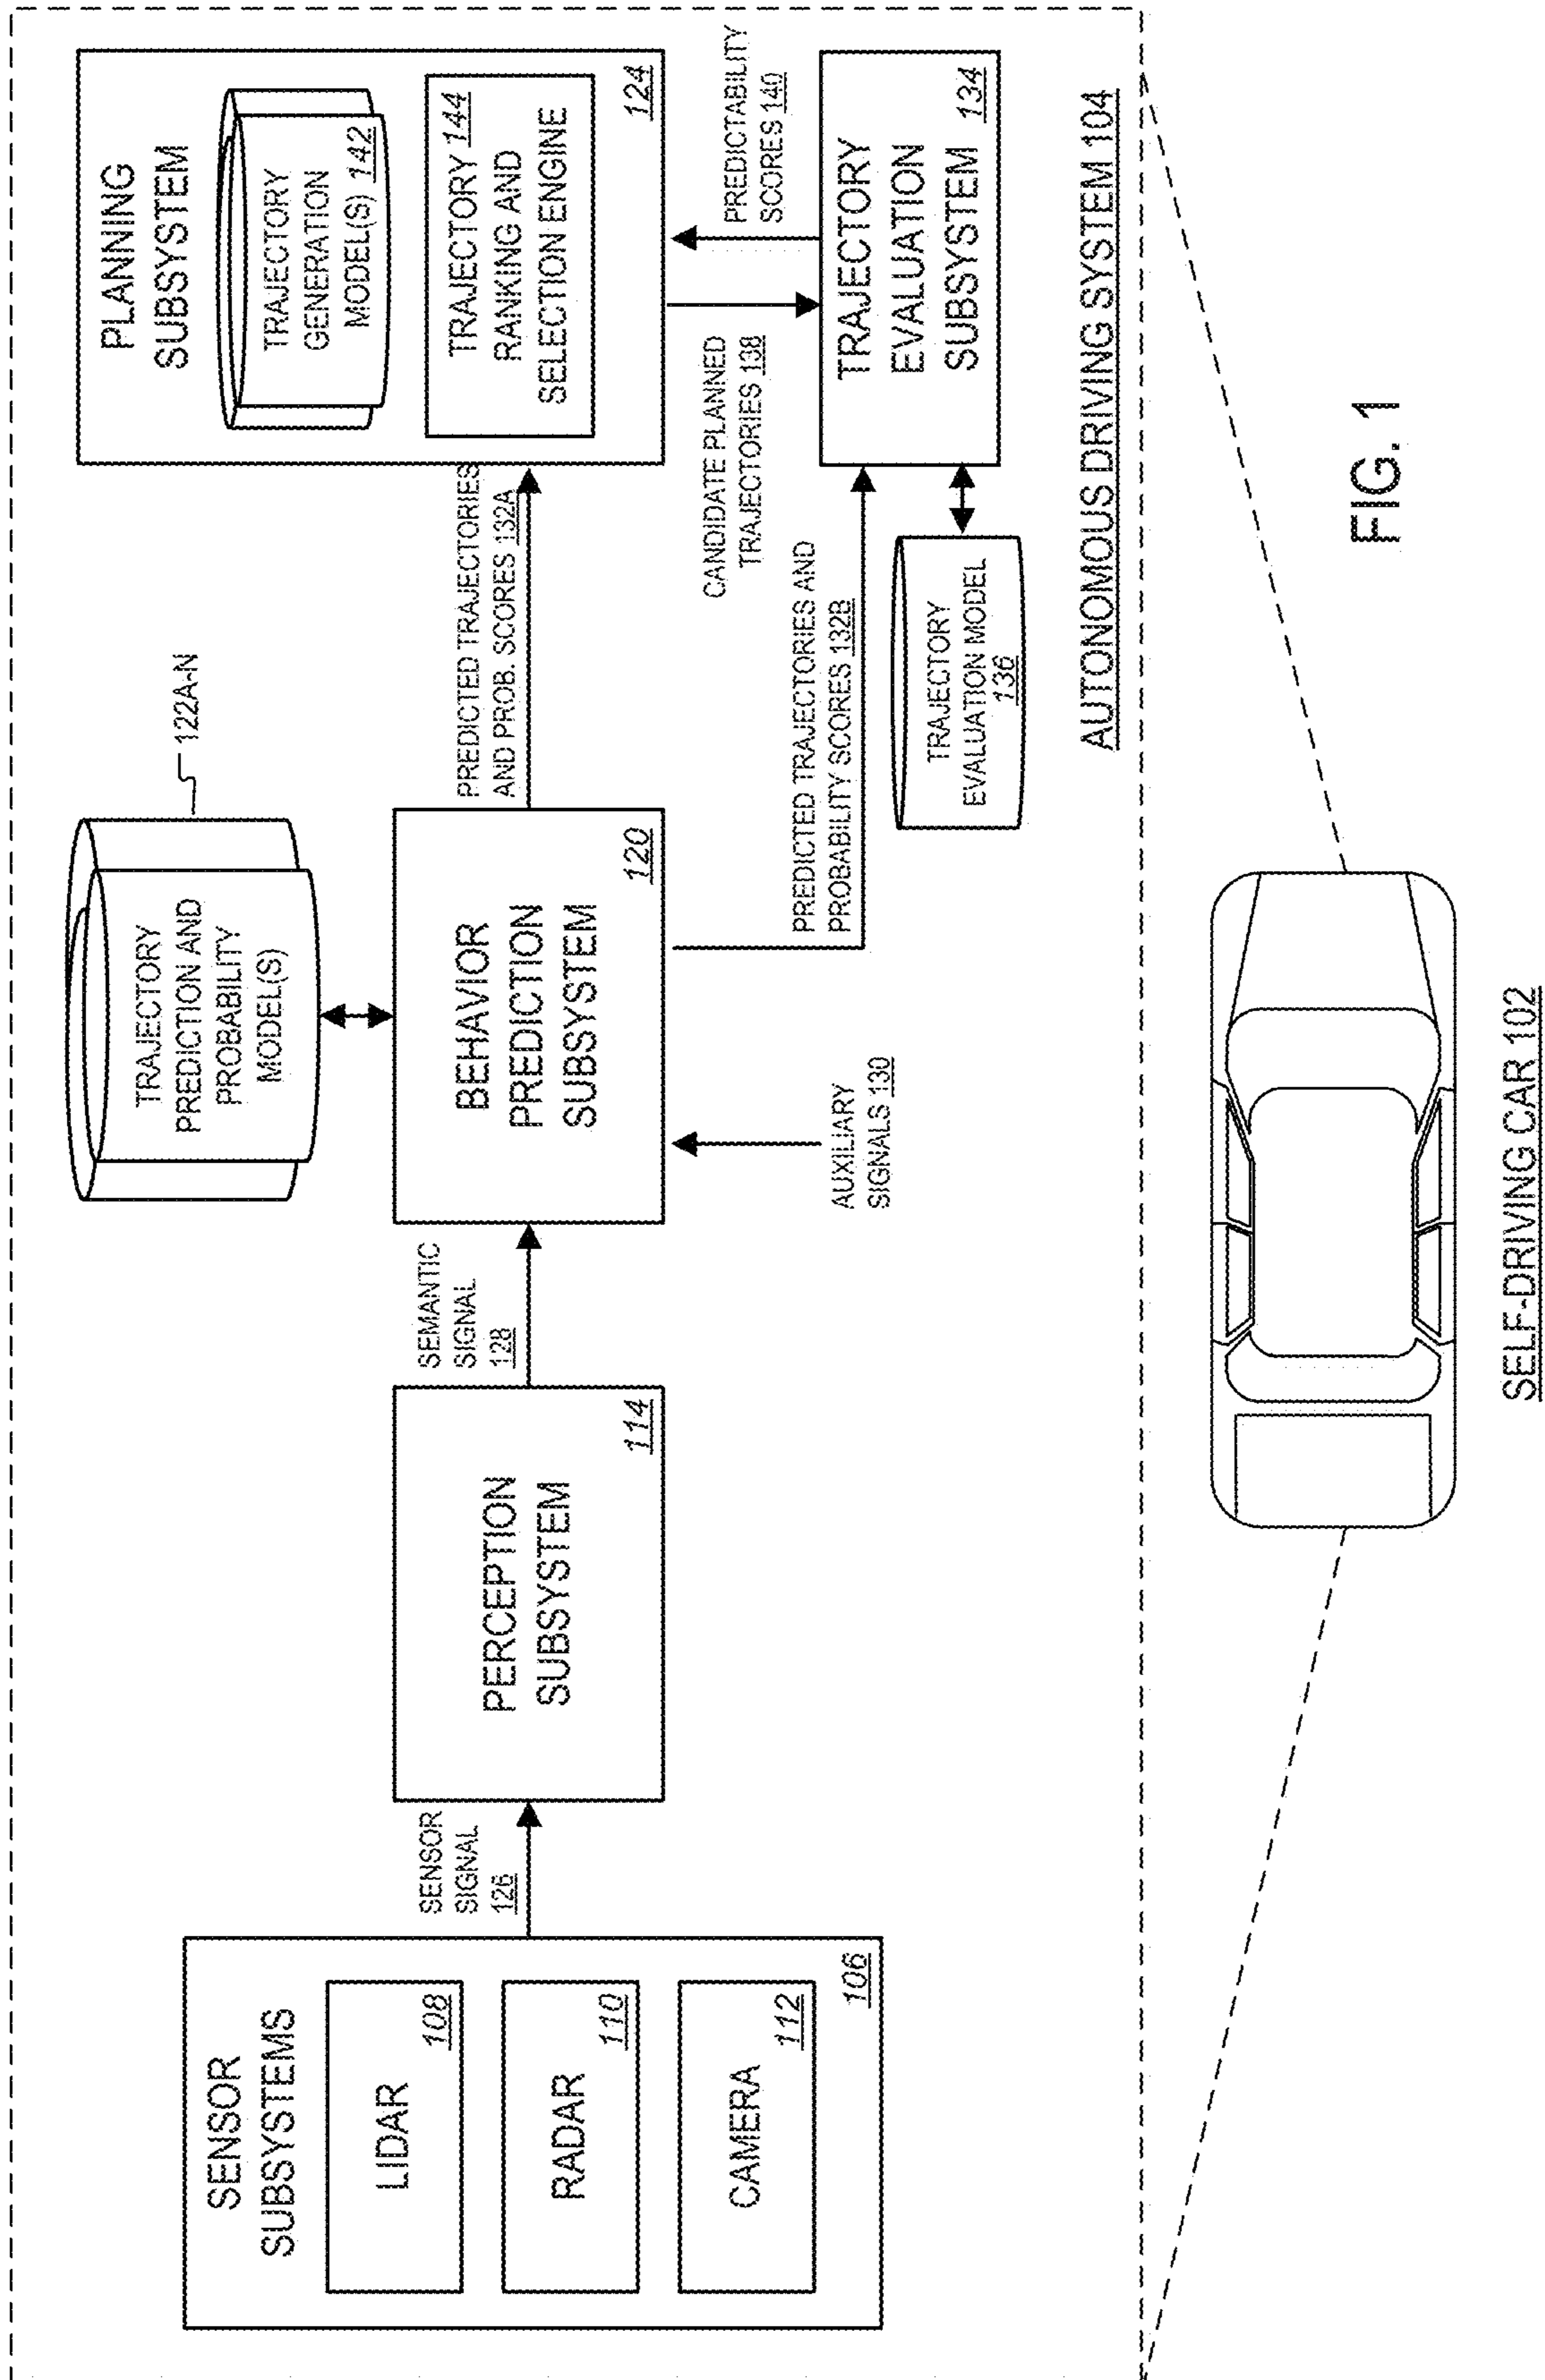 SENSOR
SUBSYSTEMS
LIDAR
108
RADAR
110
CAMERA
112
106
SENSOR
SIGNAL
126
PERCEPTION
SUBSYSTEM
114
SEMANTIC
SIGNAL
128
TRAJECTORY
PREDICTION AND
PROBABILITY
MODEL(S)
122A-N
BEHAVIOR
PREDICTION
SUBSYSTEM
120
AUXILIARY
SIGNALS 130
PREDICTED TRAJECTORIES
AND PROB. SCORES 132A
PREDICTED TRAJECTORIES AND
PROBABILITY SCORES 132B
PLANNING
SUBSYSTEM
TRAJECTORY
GENERATION
MODEL(S) 142
TRAJECTORY 144
RANKING AND
SELECTION ENGINE
124
CANDIDATE PLANNED
TRAJECTORIES 138
PREDICTABILITY
SCORES 140
TRAJECTORY
EVALUATION
SUBSYSTEM
134
TRAJECTORY
EVALUATION MODEL
136
AUTONOMOUS DRIVING SYSTEM 104
SELF-DRIVING CAR 102
FIG. 1